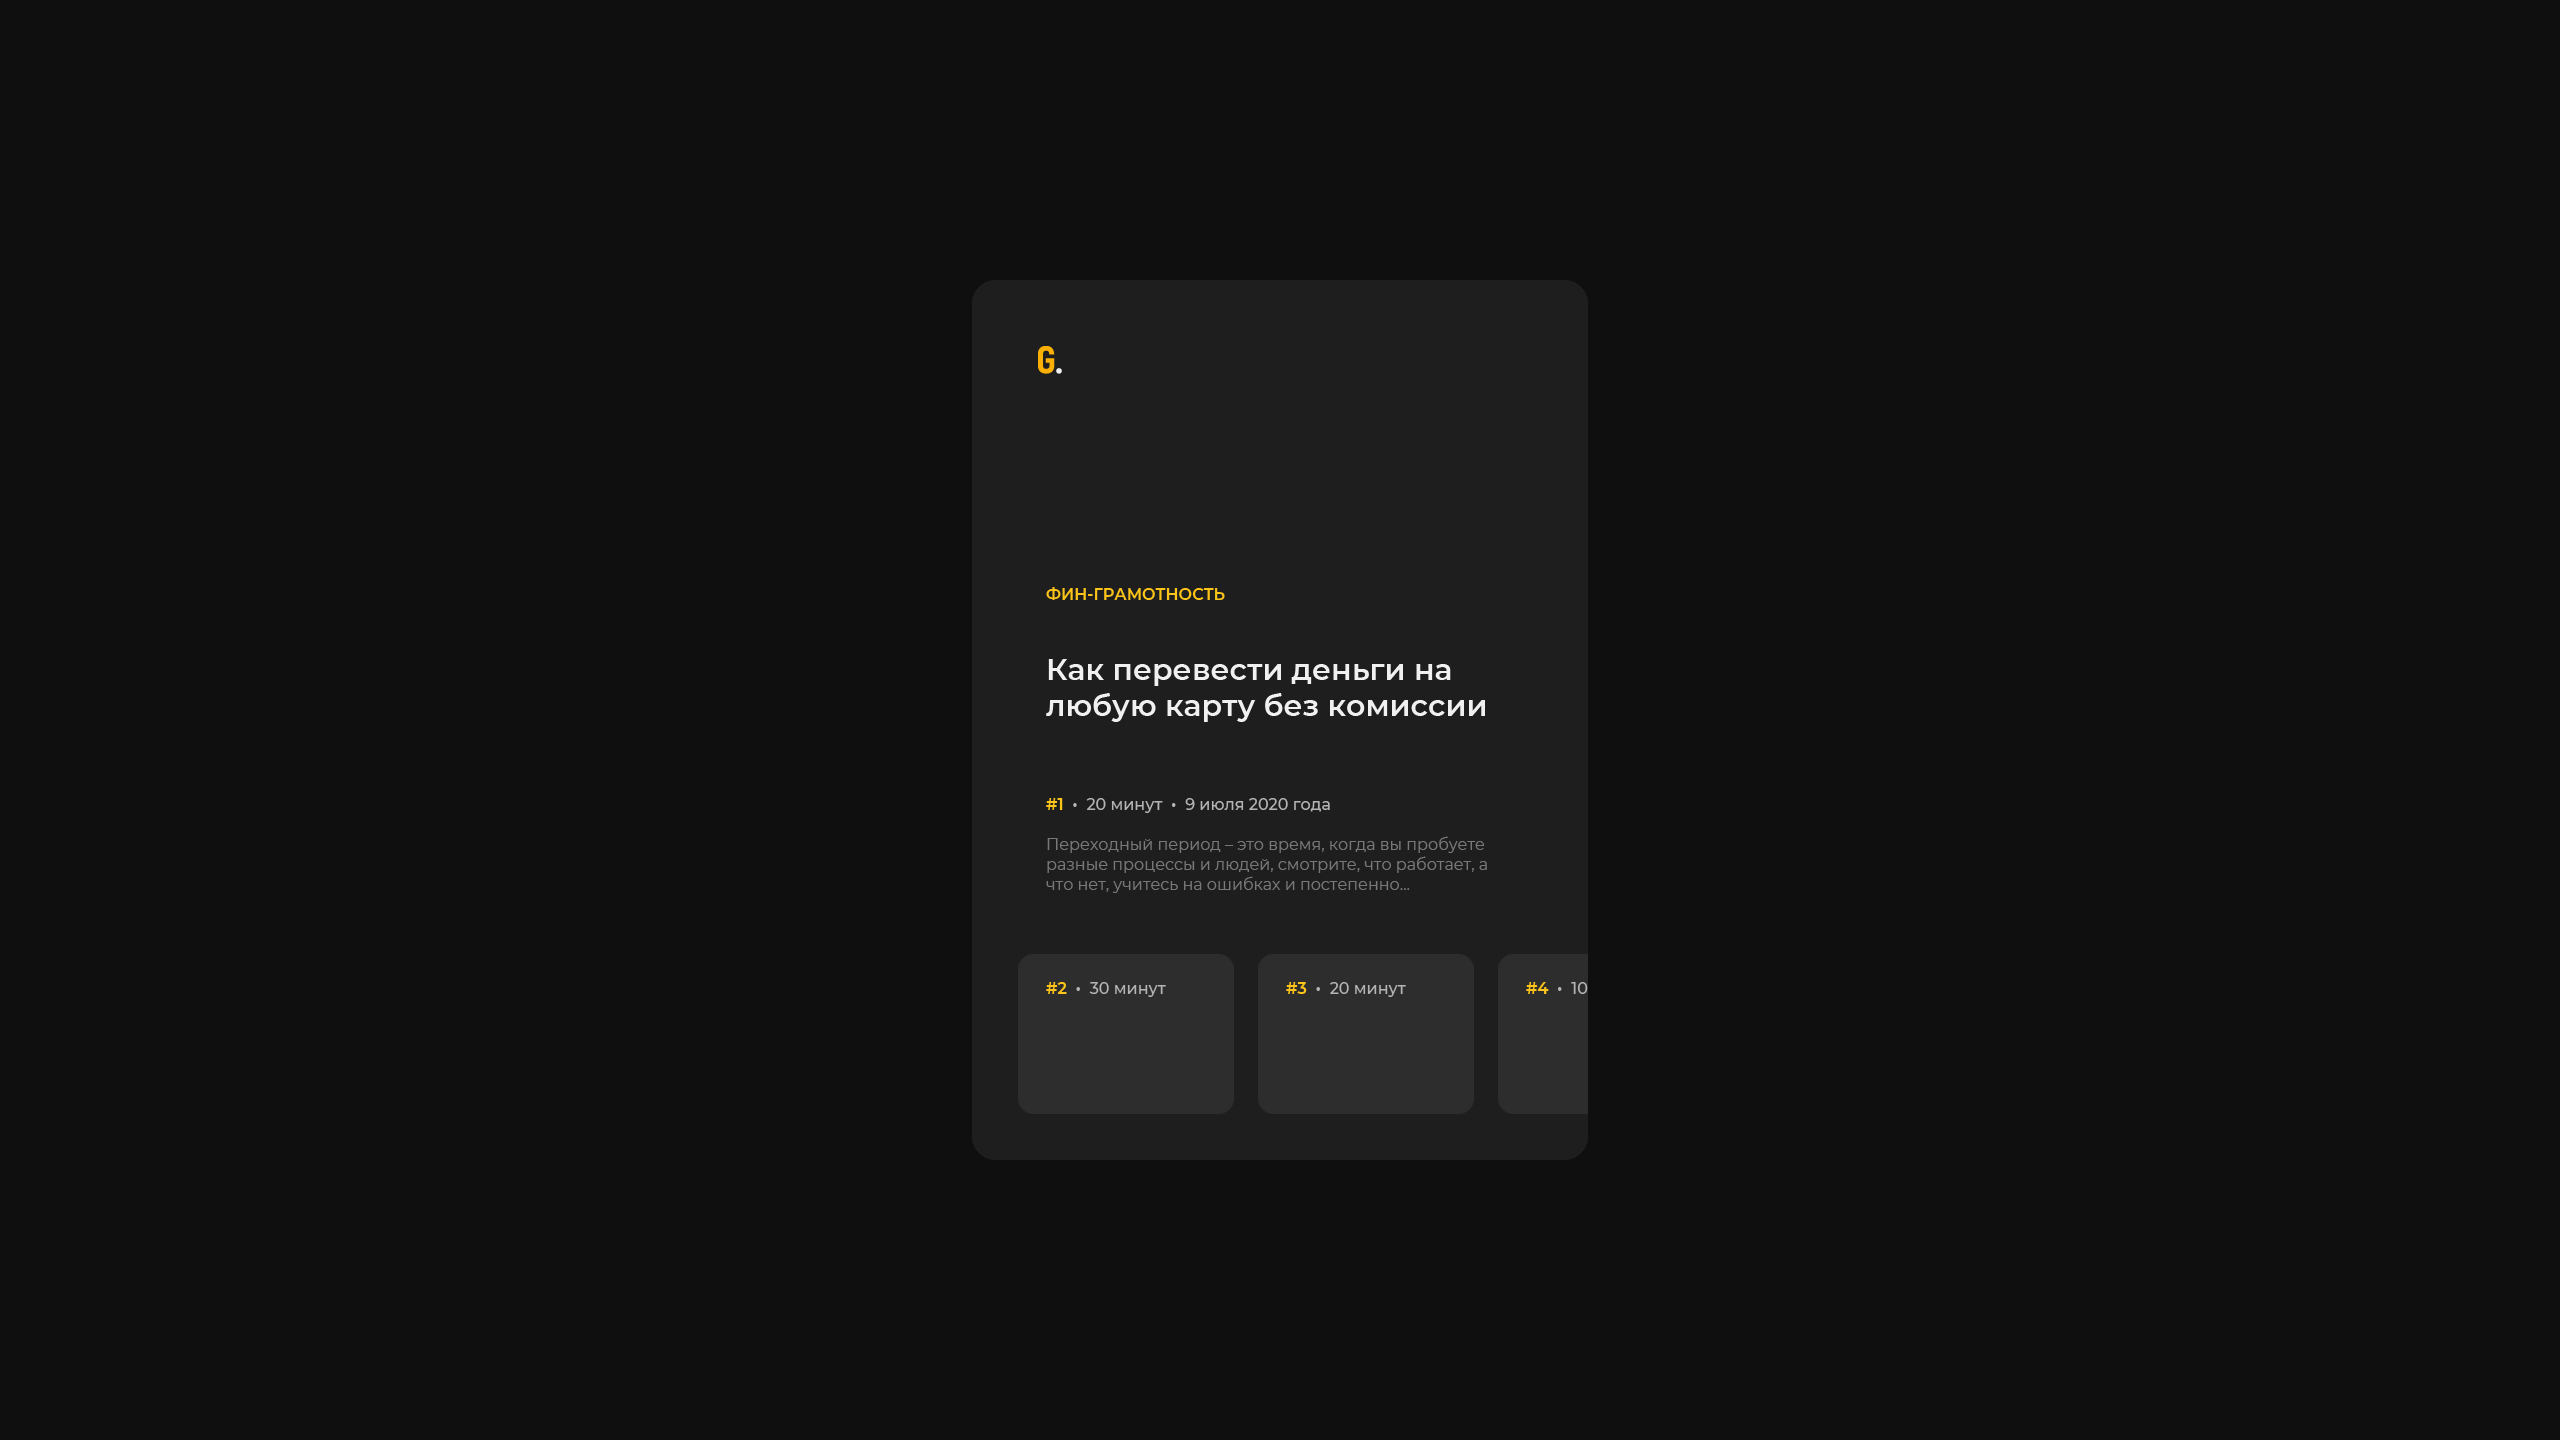 G.
ФИН-ГРАМОТНОСТЬ
Как перевести деньги на
любую карту без комиссии
#1 • 20 минут • 9 июля 2020 года
Переходный период – это время, когда вы пробуете
разные процессы и людей, смотрите, что работает, а
что нет, учитесь на ошибках и постепенно...
#2 • 30 минут
#3 • 20 минут
#4 • 10